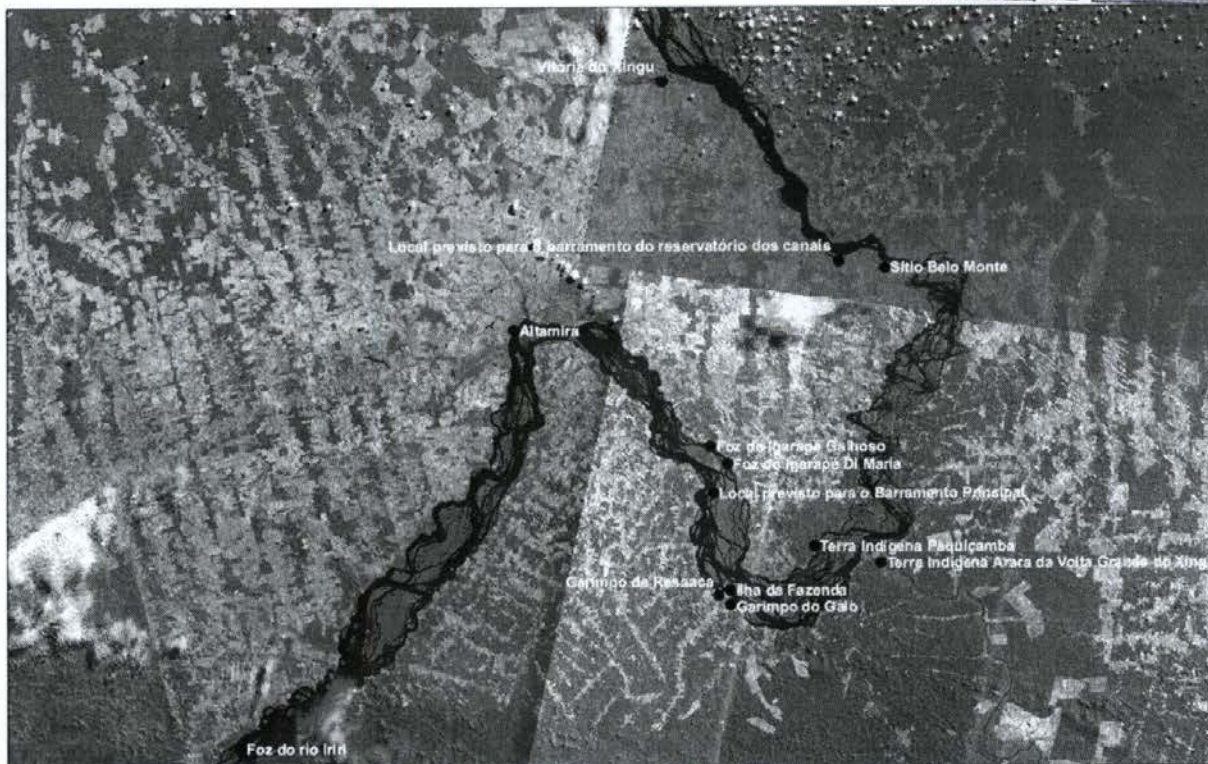 Vitória do Xingu
Local previsto para o barramento do reservatório dos canais
Sítio Belo Monte
Altamira
Foz do igarapé Galhoso
Foz do igarapé Di Maria
Local previsto para o Barramento Principal
Terra Indígena Paquiçamba
Terra Indígena Arara da Volta Grande do Xingu
Garimpo da Ressaca
Ilha da Fazenda
Garimpo do Galo
Foz do rio Iriri